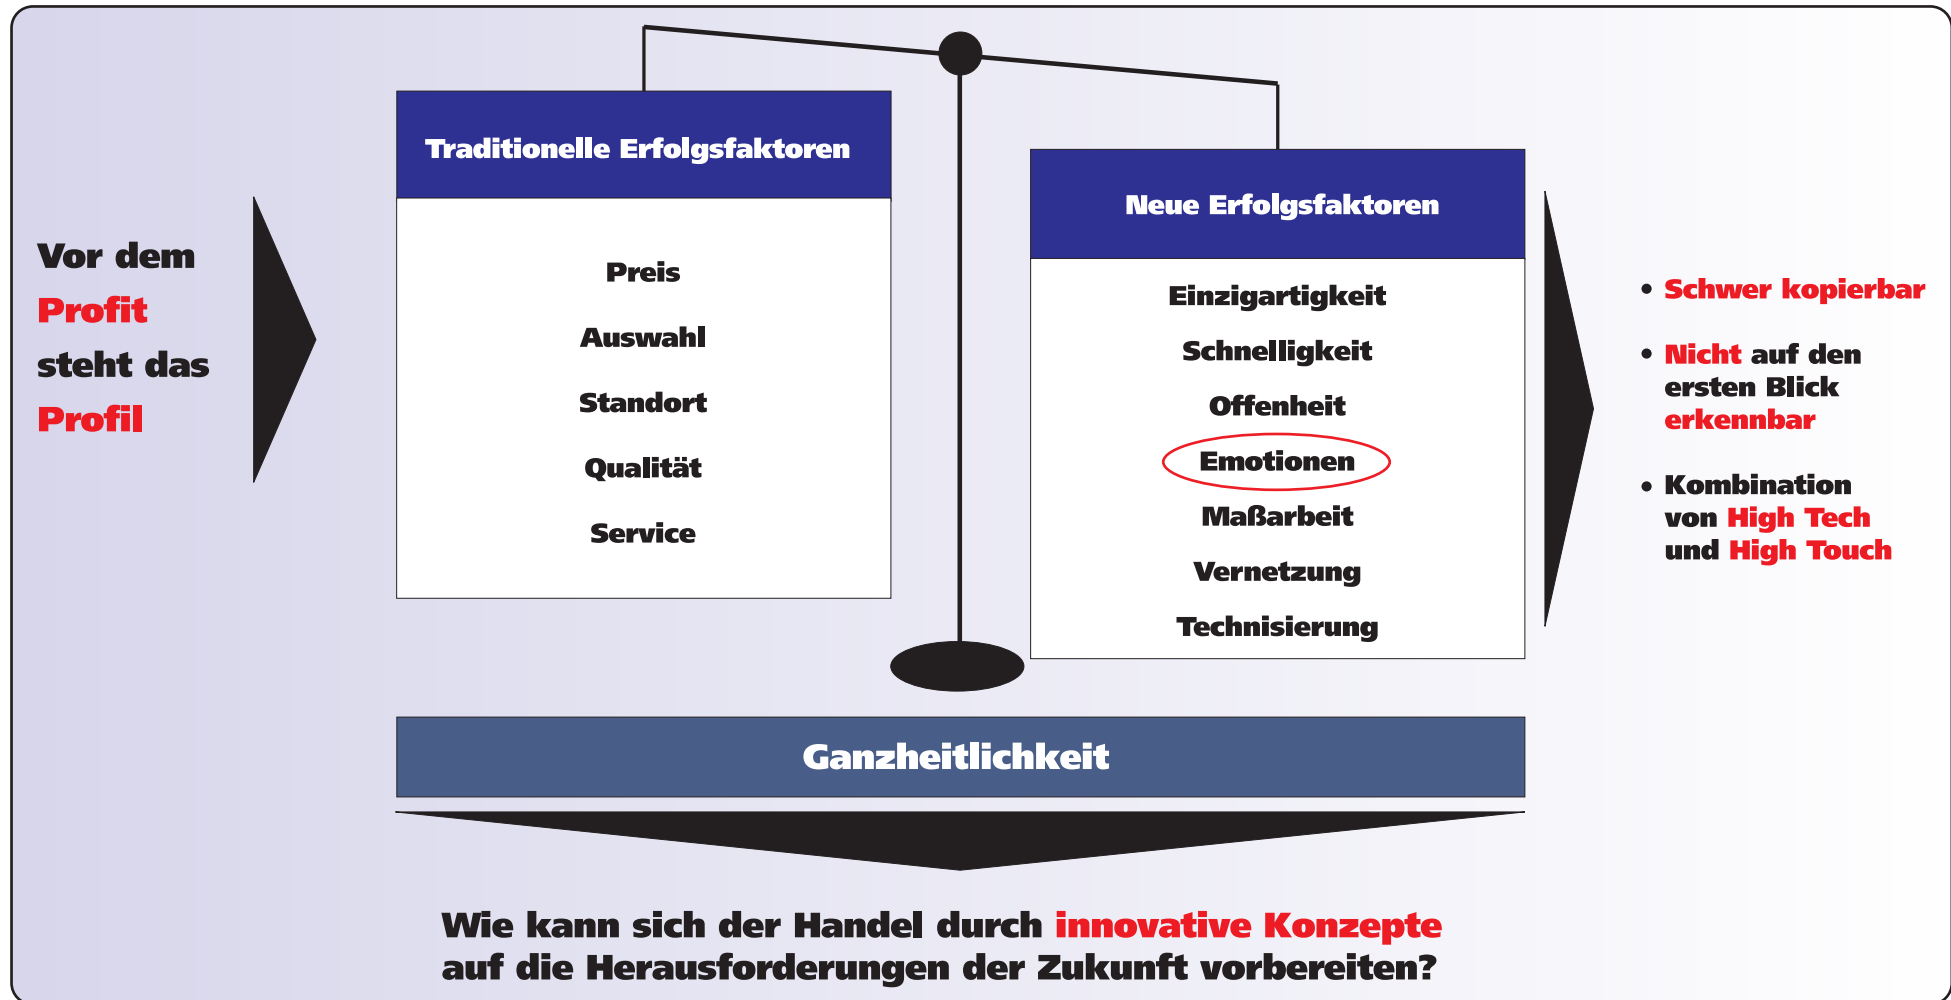 Vor dem
Profit
steht das
Profil
Traditionelle Erfolgsfaktoren
Preis
Auswahl
Standort
Qualität
Service
Neue Erfolgsfaktoren
Einzigartigkeit
Schnelligkeit
Offenheit
Emotionen
Maßarbeit
Vernetzung
Technisierung
• Schwer kopierbar
• Nicht auf den
ersten Blick
erkennbar
• Kombination
von High Tech
und High Touch
Ganzheitlichkeit
Wie kann sich der Handel durch innovative Konzepte
auf die Herausforderungen der Zukunft vorbereiten?